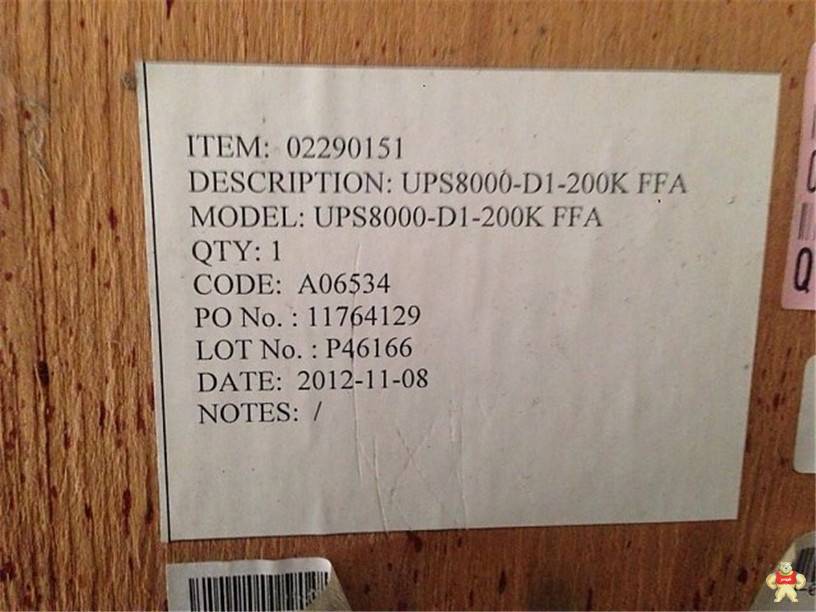 ITEM: 02290151
DESCRIPTION: UPS8000-D1-200K FFA
MODEL: UPS8000-D1-200K FFA
QTY: 1
CODE: A06534
PO No. : 11764129
LOT No. : P46166
DATE: 2012-11-08
NOTES: /
Q